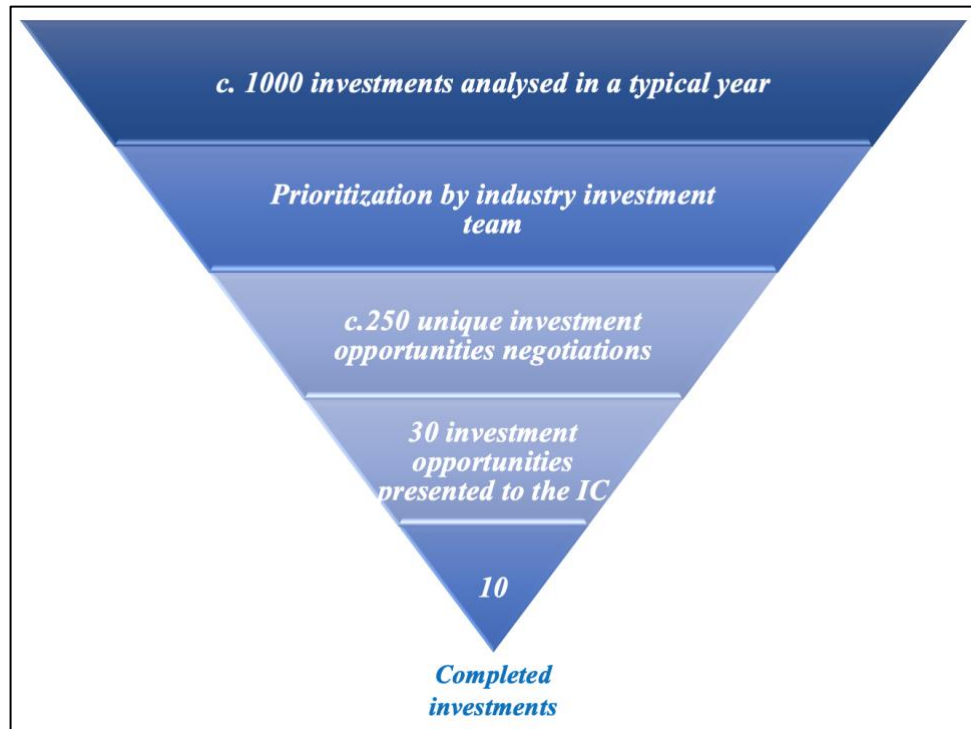 c. 1000 investments analysed in a typical year
Prioritization by industry investment
team
c.250 unique investment
opportunities negotiations
30 investment
opportunities
presented to the IC
10
Completed
investments